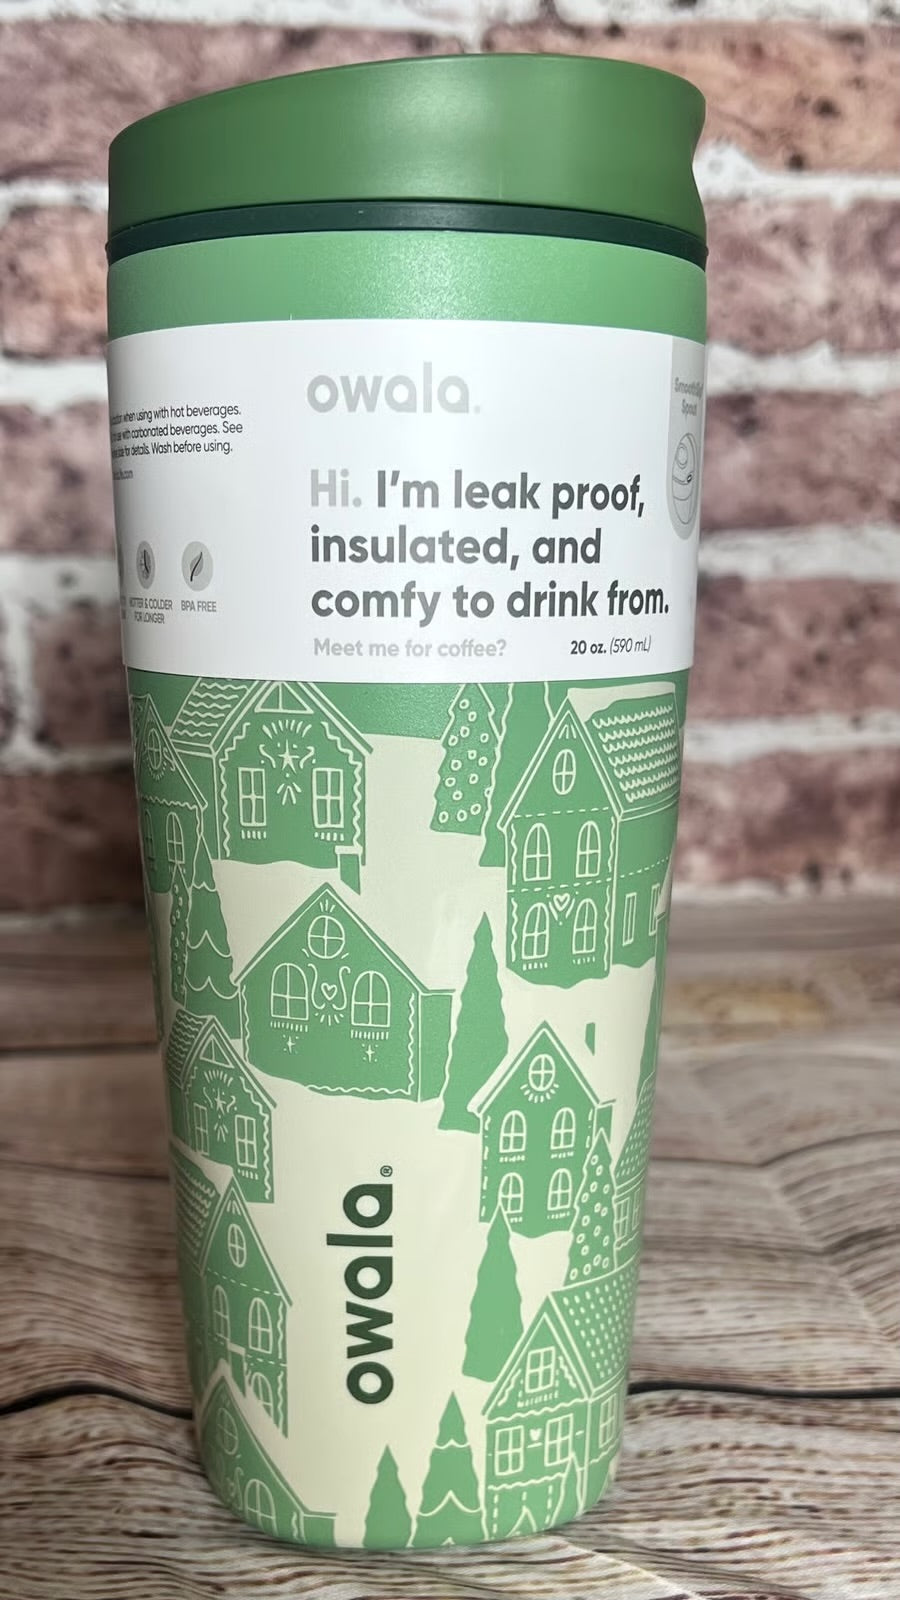 owala.
when using with hot beverages.
use with carbonated beverages. See
for details. Wash before using.
Spout
Hi. I'm leak proof,
insulated, and
comfy to drink from.
Meet me for coffee?
20 oz. (590 mL)
& COLDER
FOR LONGER
BPA FREE
owala.®